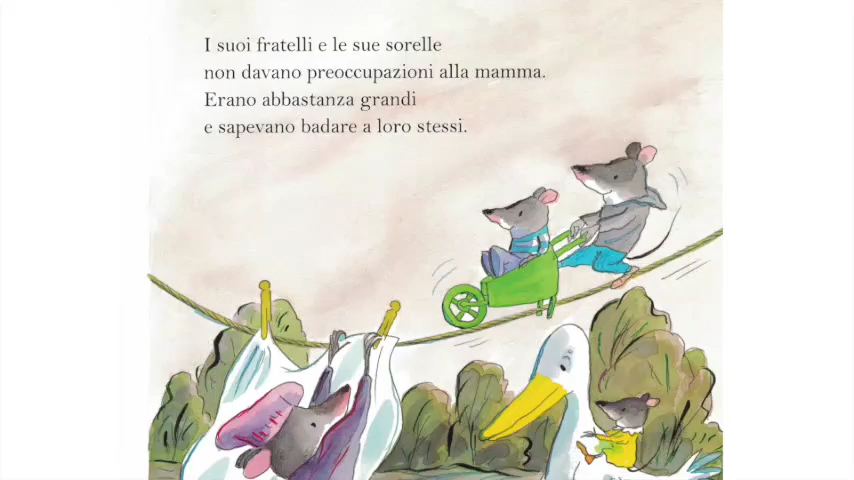 I suoi fratelli e le sue sorelle
non davano preoccupazioni alla mamma.
Erano abbastanza grandi
e sapevano badare a loro stessi.